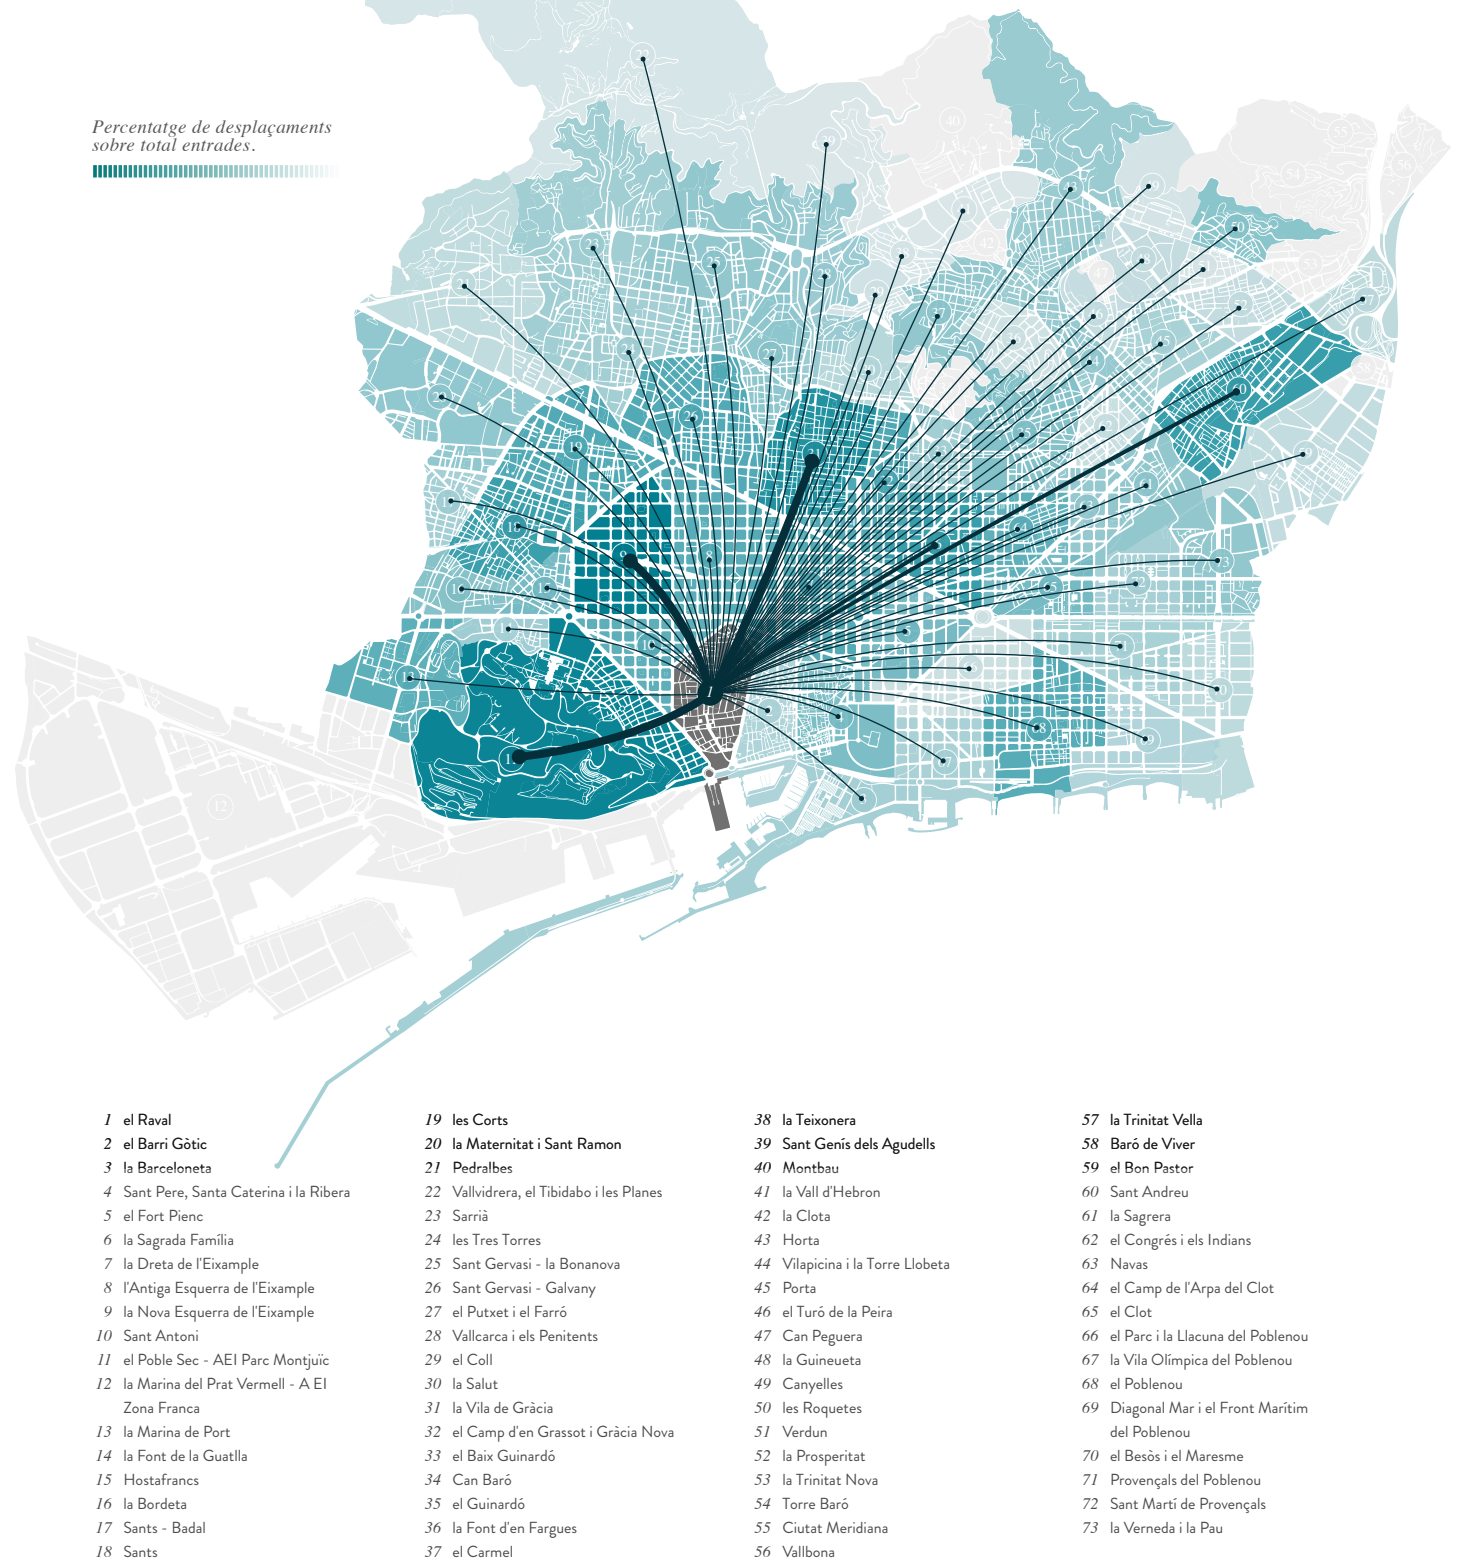 Percentatge de desplaçaments
sobre total entrades.
40
55
56
54
42
47
53
58
12
1
1 el Raval
2 el Barri Gòtic
3 la Barceloneta
4 Sant Pere, Santa Caterina i la Ribera
5 el Fort Pienc
6 la Sagrada Família
7 la Dreta de l'Eixample
8 l'Antiga Esquerra de l'Eixample
9 la Nova Esquerra de l'Eixample
10 Sant Antoni
11 el Poble Sec - AEI Parc Montjuïc
12 la Marina del Prat Vermell - A EI
Zona Franca
13 la Marina de Port
14 la Font de la Guatlla
15 Hostafrancs
16 la Bordeta
17 Sants - Badal
18 Sants
19 les Corts
20 la Maternitat i Sant Ramon
21 Pedralbes
22 Vallvidrera, el Tibidabo i les Planes
23 Sarrià
24 les Tres Torres
25 Sant Gervasi - la Bonanova
26 Sant Gervasi - Galvany
27 el Putxet i el Farró
28 Vallcarca i els Penitents
29 el Coll
30 la Salut
31 la Vila de Gràcia
32 el Camp d'en Grassot i Gràcia Nova
33 el Baix Guinardó
34 Can Baró
35 el Guinardó
36 la Font d'en Fargues
37 el Carmel
38 la Teixonera
39 Sant Genís dels Agudells
40 Montbau
41 la Vall d'Hebron
42 la Clota
43 Horta
44 Vilapicina i la Torre Llobeta
45 Porta
46 el Turó de la Peira
47 Can Peguera
48 la Guineueta
49 Canyelles
50 les Roquetes
51 Verdun
52 la Prosperitat
53 la Trinitat Nova
54 Torre Baró
55 Ciutat Meridiana
56 Vallbona
57 la Trinitat Vella
58 Baró de Viver
59 el Bon Pastor
60 Sant Andreu
61 la Sagrera
62 el Congrés i els Indians
63 Navas
64 el Camp de l'Arpa del Clot
65 el Clot
66 el Parc i la Llacuna del Poblenou
67 la Vila Olímpica del Poblenou
68 el Poblenou
69 Diagonal Mar i el Front Marítim
del Poblenou
70 el Besòs i el Maresme
71 Provençals del Poblenou
72 Sant Martí de Provençals
73 la Verneda i la Pau